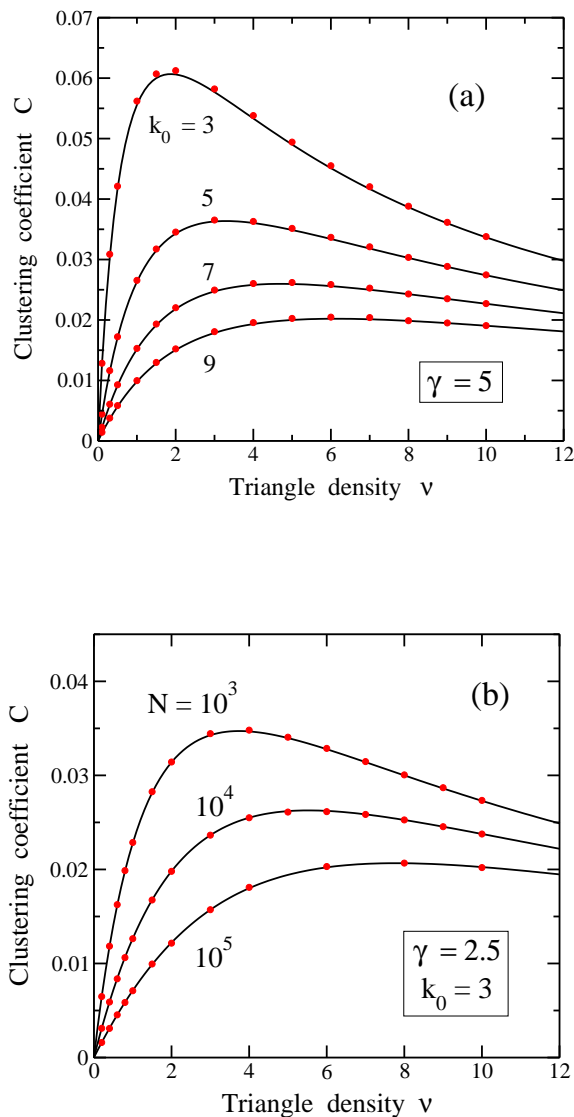 0.07
(a)
0.06
k0 = 3
0.05
0.04
5
0.03
7
0.02
9
γ = 5
0.01
0
0 2 4 6 8 10 12
Clustering coefficient C
Triangle density ν
(b)
0.04
N = 10^3
0.03
10^4
0.02
10^5
γ = 2.5
k0 = 3
0.01
0
0 2 4 6 8 10 12
Clustering coefficient C
Triangle density ν